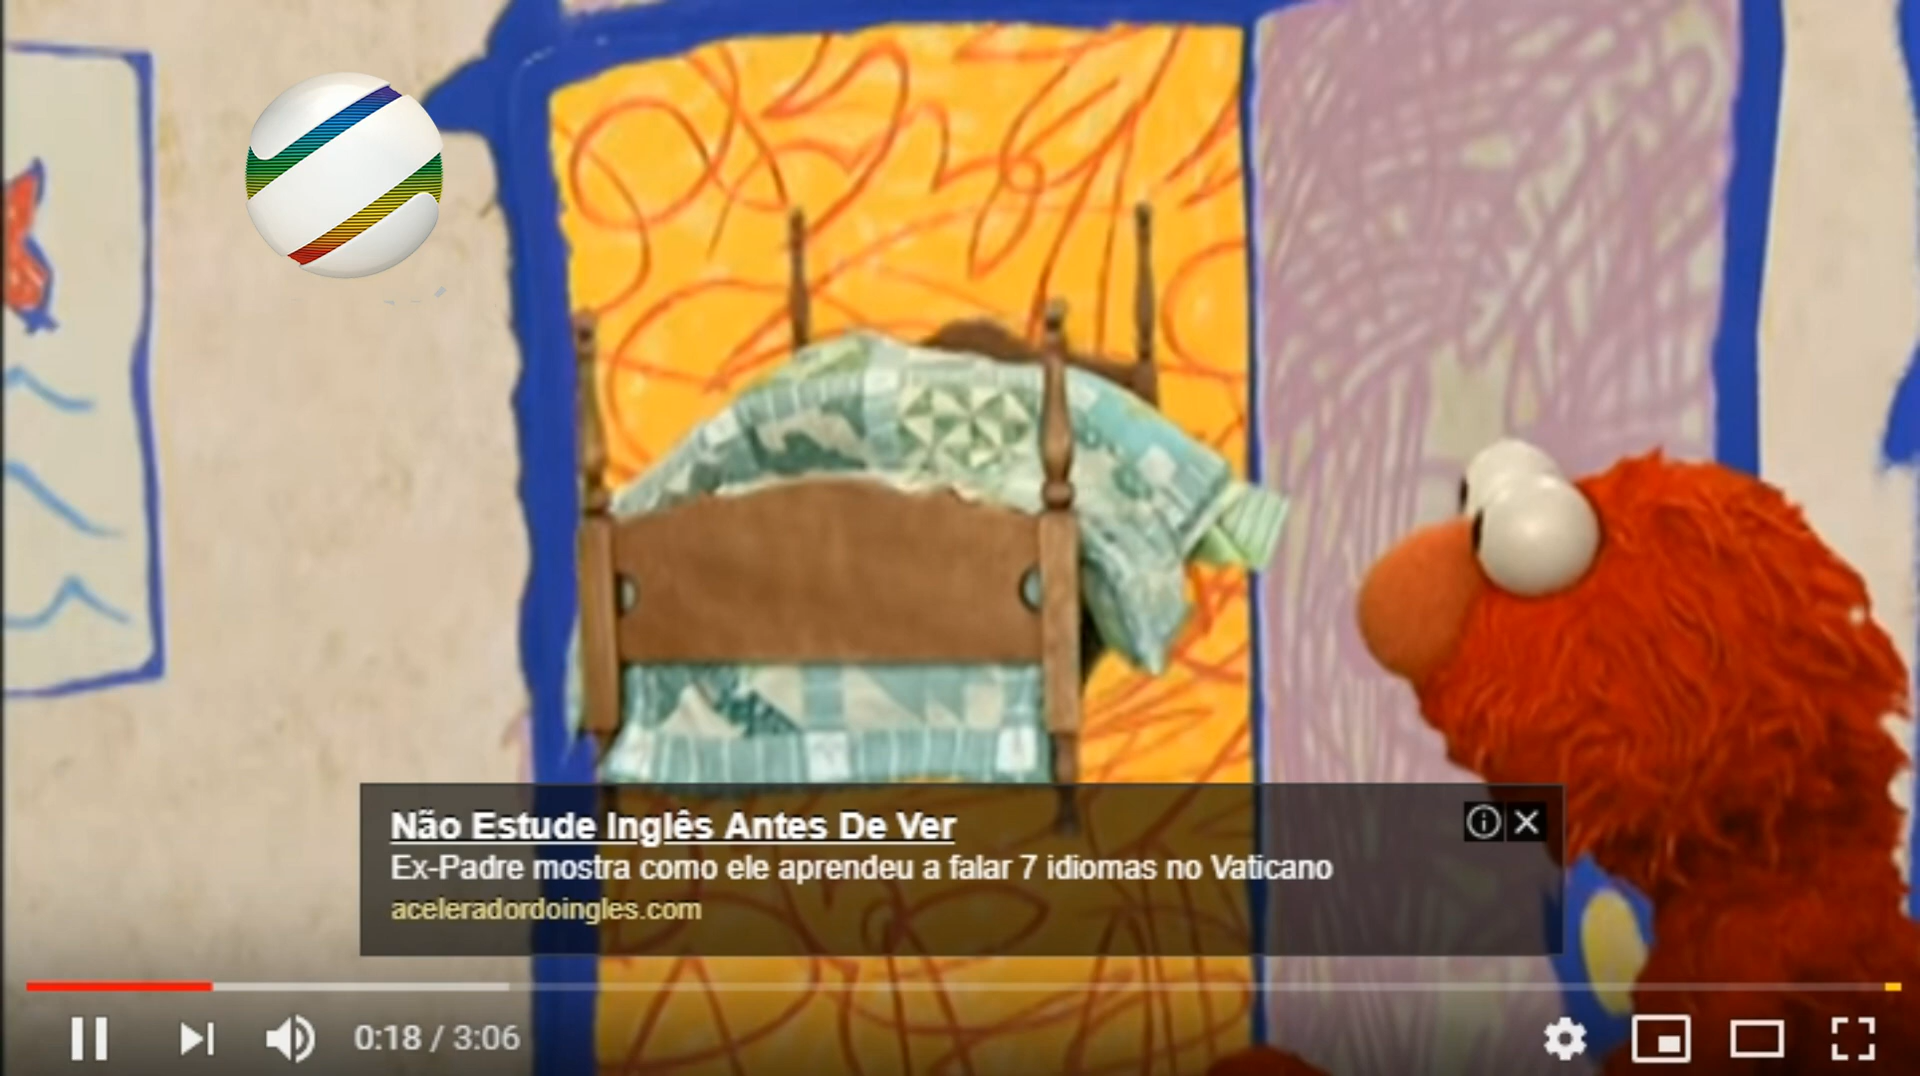 Não Estude Inglês Antes De Ver
Ex-Padre mostra como ele aprendeu a falar 7 idiomas no Vaticano
aceleradordoingles.com
0:18 / 3:06